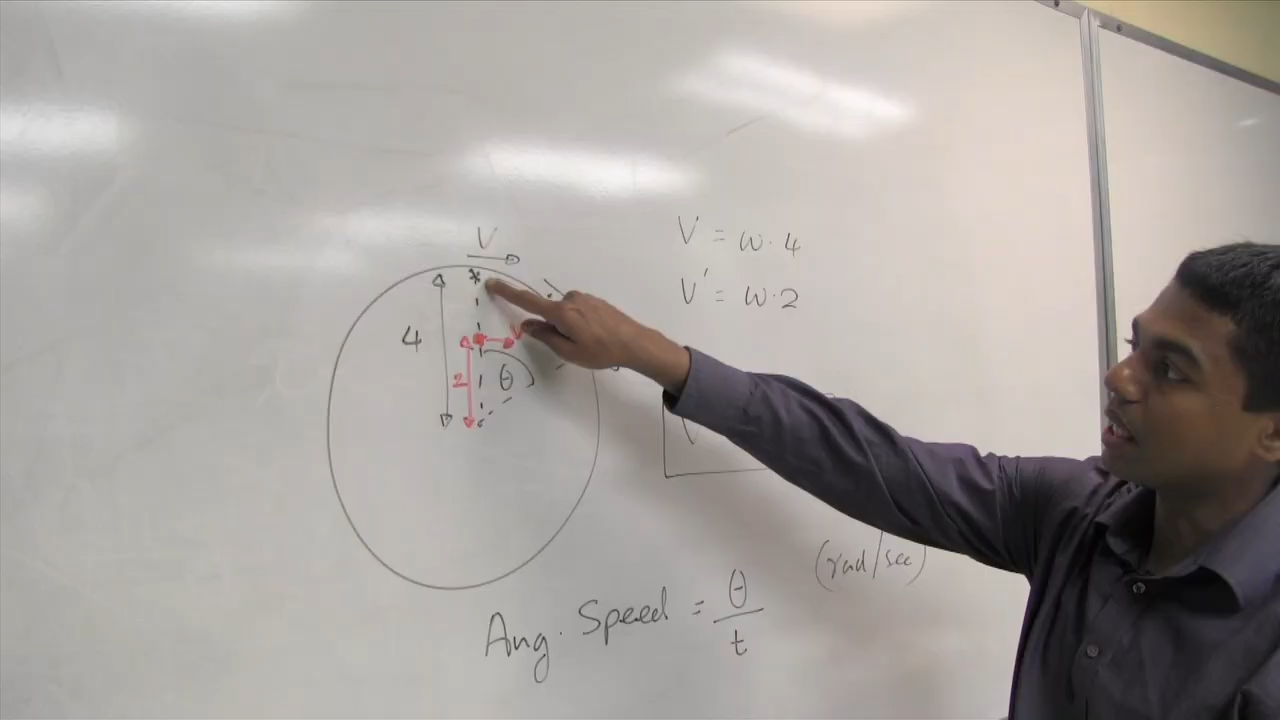 V
4
2
θ
V = ω · 4
V' = ω · 2
V
(rad/sec)
Ang. Speed = θ/t